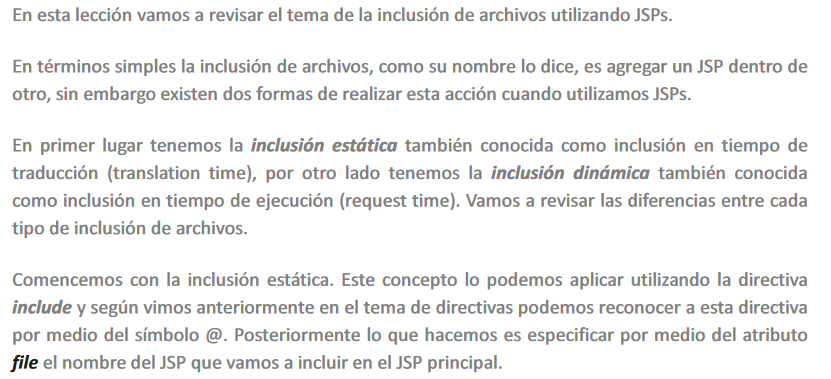 En esta lección vamos a revisar el tema de la inclusión de archivos utilizando JSPs.
En términos simples la inclusión de archivos, como su nombre lo dice, es agregar un JSP dentro de
otro, sin embargo existen dos formas de realizar esta acción cuando utilizamos JSPs.
En primer lugar tenemos la inclusión estática también conocida como inclusión en tiempo de
traducción (translation time), por otro lado tenemos la inclusión dinámica también conocida
como inclusión en tiempo de ejecución (request time). Vamos a revisar las diferencias entre cada
tipo de inclusión de archivos.
Comencemos con la inclusión estática. Este concepto lo podemos aplicar utilizando la directiva
include y según vimos anteriormente en el tema de directivas podemos reconocer a esta directiva
por medio del símbolo @. Posteriormente lo que hacemos es especificar por medio del atributo
file el nombre del JSP que vamos a incluir en el JSP principal.